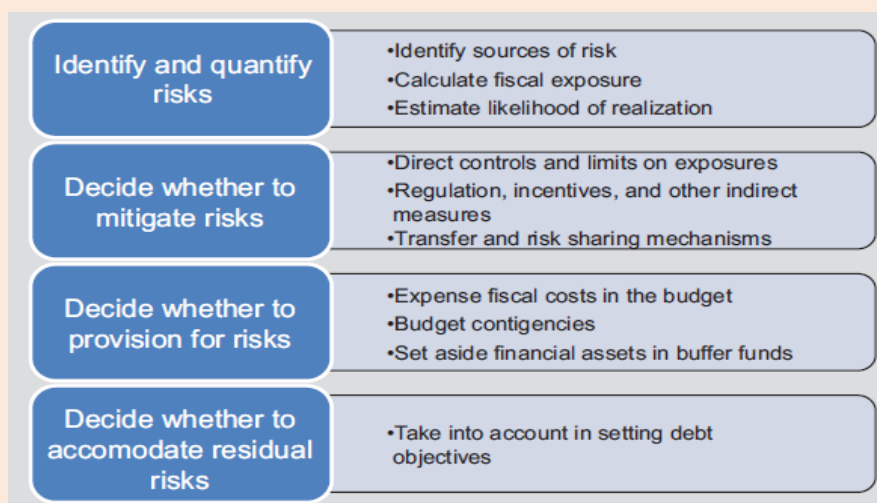 Identify and quantify
risks
•Identify sources of risk
•Calculate fiscal exposure
•Estimate likelihood of realization
Decide whether to
mitigate risks
•Direct controls and limits on exposures
•Regulation, incentives, and other indirect
measures
•Transfer and risk sharing mechanisms
Decide whether to
provision for risks
•Expense fiscal costs in the budget
•Budget contigencies
•Set aside financial assets in buffer funds
Decide whether to
accomodate residual
risks
•Take into account in setting debt
objectives